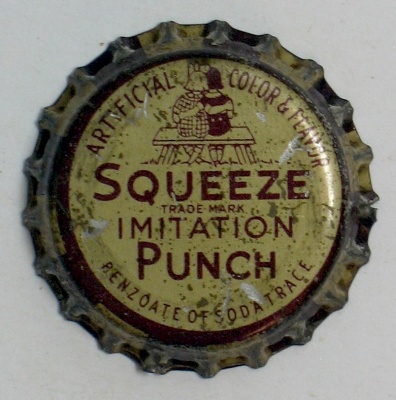 ARTIFICIAL COLOR & FLAVOR
SQUEEZE
TRADE MARK
IMITATION
PUNCH
BENZOATE OF SODA TRACE